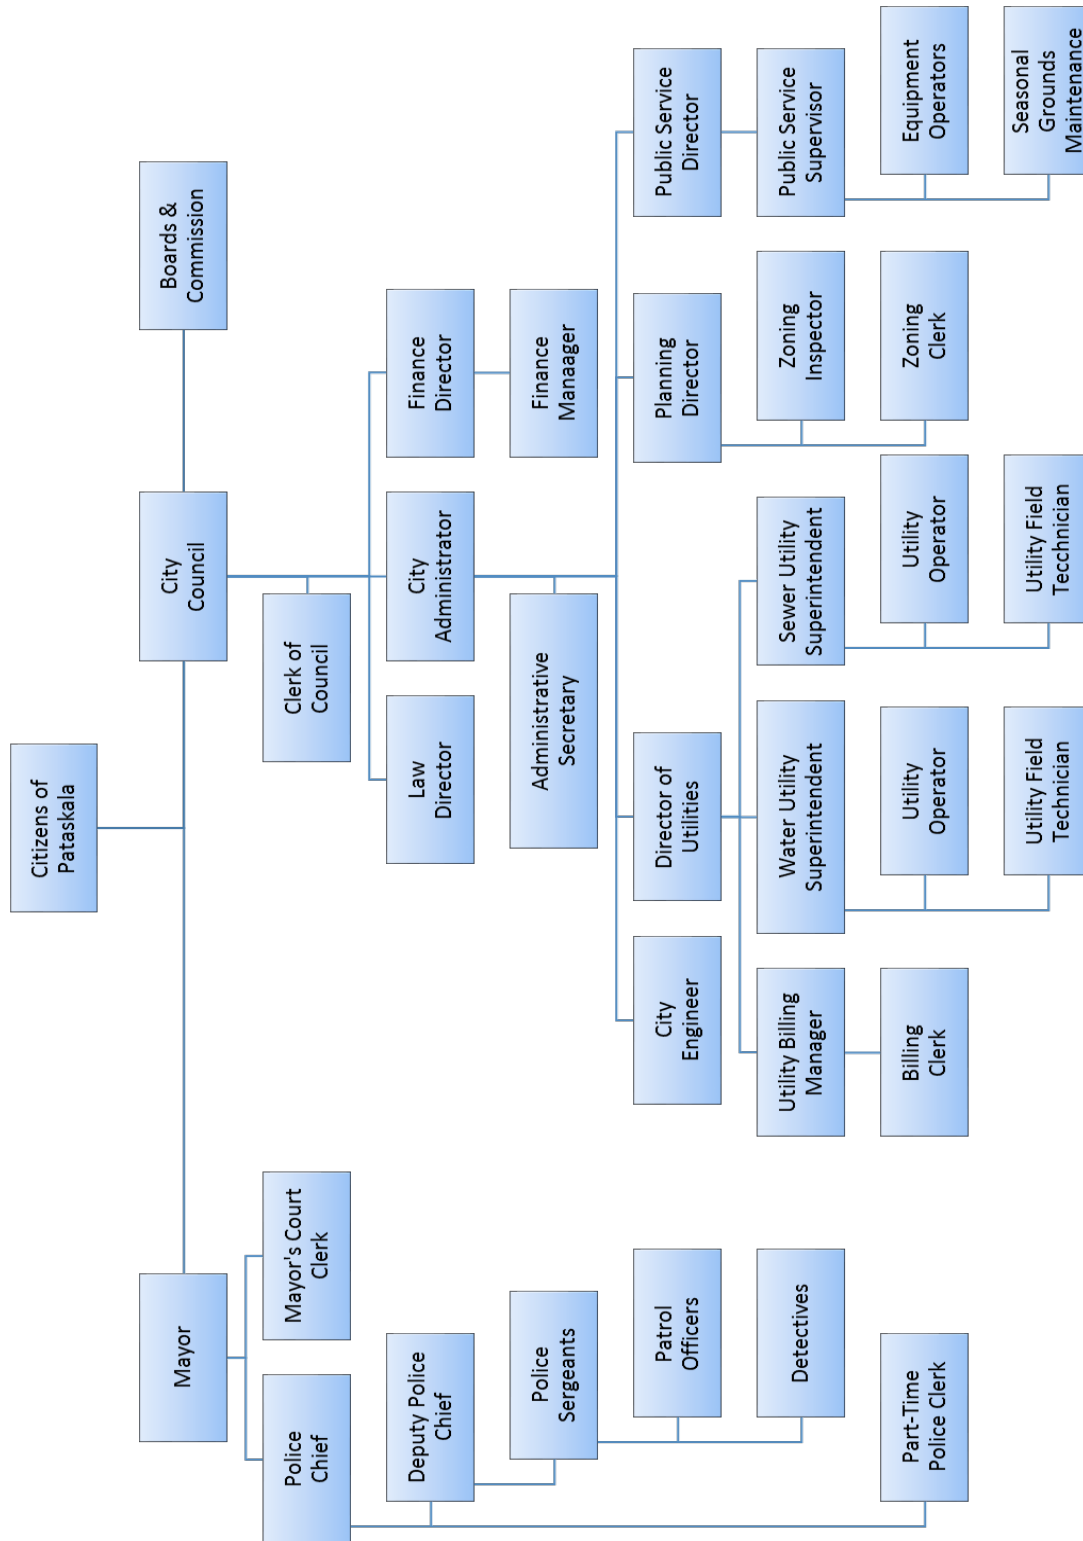 Citizens of
Pataskala
Mayor
City
Council
Boards &
Commission
Police
Chief
Mayor's Court
Clerk
Clerk of
Council
Deputy Police
Chief
Law
Director
City
Administrator
Finance
Director
Police
Sergeants
Administrative
Secretary
Finance
Manaager
Patrol
Officers
City
Engineer
Director of
Utilities
Planning
Director
Public Service
Director
Detectives
Utility Billing
Manager
Water Utility
Superintendent
Sewer Utility
Superintendent
Zoning
Inspector
Public Service
Supervisor
Part-Time
Police Clerk
Billing
Clerk
Utility
Operator
Utility
Operator
Zoning
Clerk
Equipment
Operators
Utility Field
Technician
Utility Field
Tecchnician
Seasonal
Grounds
Maintenance